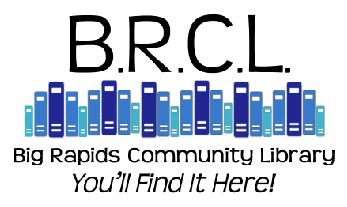 B.R.C.L.
Big Rapids Community Library
You'll Find It Here!